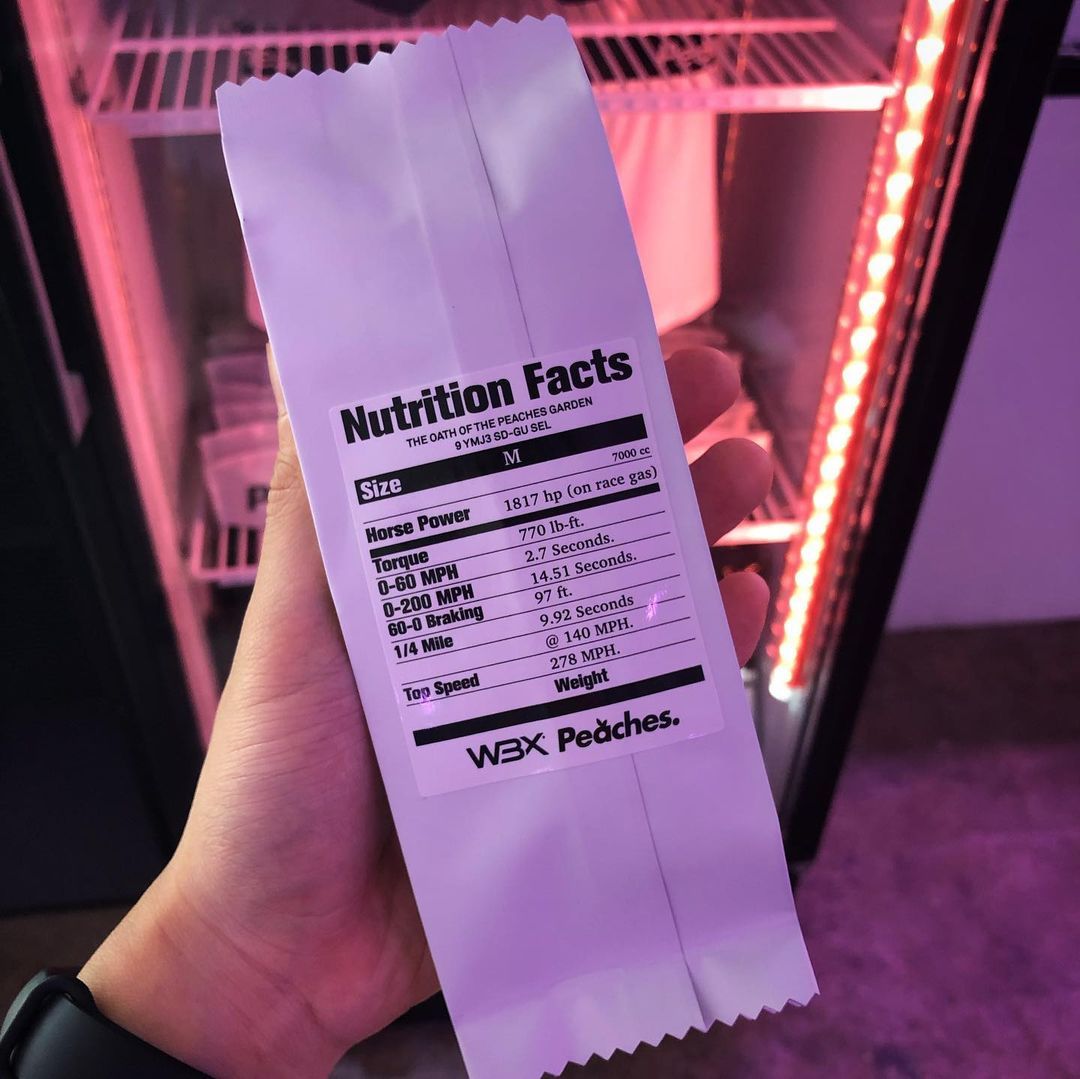 Nutrition Facts
THE OATH OF THE PEACHES GARDEN
9 YMJ3 SD-GU SEL
Size M 7000 cc
Horse Power 1817 hp (on race gas)
Torque 770 lb-ft.
0-60 MPH 2.7 Seconds.
0-200 MPH 14.51 Seconds.
60-0 Braking 97 ft.
1/4 Mile 9.92 Seconds
@ 140 MPH.
Top Speed 278 MPH.
Weight
W3X Peaches.